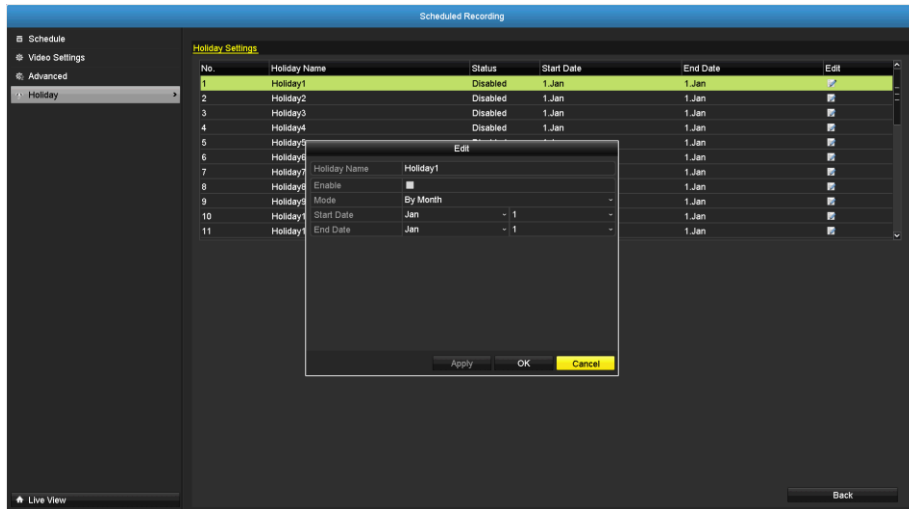 Scheduled Recording
Schedule
Video Settings
Advanced
Holiday
Holiday Settings
No. Holiday Name Status Start Date End Date Edit
1 Holiday1 Disabled 1.Jan 1.Jan
2 Holiday2 Disabled 1.Jan 1.Jan
3 Holiday3 Disabled 1.Jan 1.Jan
4 Holiday4 Disabled 1.Jan 1.Jan
5 Holiday5 1.Jan
6 Holiday6 1.Jan
7 Holiday7 1.Jan
8 Holiday8 1.Jan
9 Holiday9 1.Jan
10 Holiday1 1.Jan
11 Holiday1 1.Jan
Edit
Holiday Name Holiday1
Enable
Mode By Month
Start Date Jan 1
End Date Jan 1
Apply OK Cancel
Live View
Back